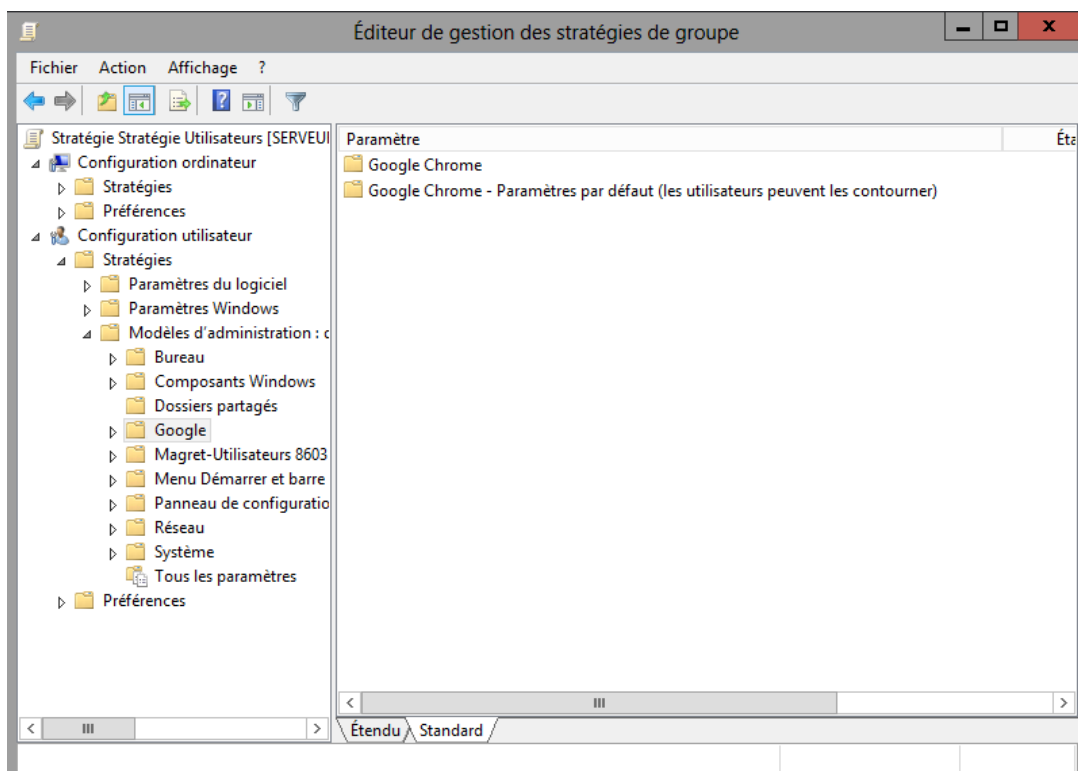 Éditeur de gestion des stratégies de groupe
Fichier Action Affichage ?
Stratégie Stratégie Utilisateurs [SERVEU
Configuration ordinateur
Stratégies
Préférences
Configuration utilisateur
Stratégies
Paramètres du logiciel
Paramètres Windows
Modèles d'administration :
Bureau
Composants Windows
Dossiers partagés
Google
Magret-Utilisateurs 8603
Menu Démarrer et barre
Panneau de configuratio
Réseau
Système
Tous les paramètres
Préférences
Paramètre Éta
Google Chrome
Google Chrome - Paramètres par défaut (les utilisateurs peuvent les contourner)
Étendu Standard